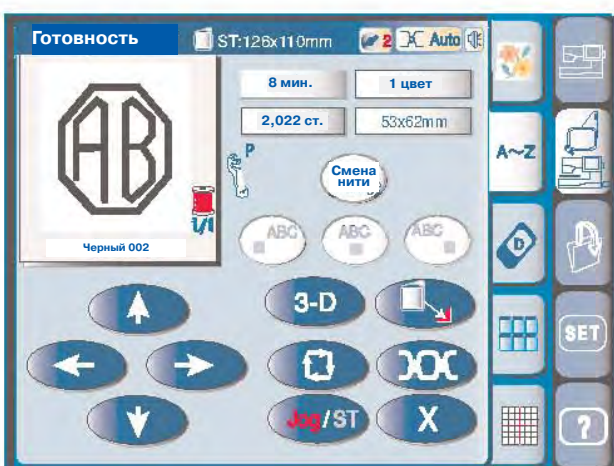 Готовность ST:126x110mm 2 Auto
8 мин. 1 цвет
2,022 ст. 53x62mm
AB
P
A~Z
Смена
нити
1/1
ABC ABC ABC
Черный 002
D
3-D
SET
Jog/ST X
?